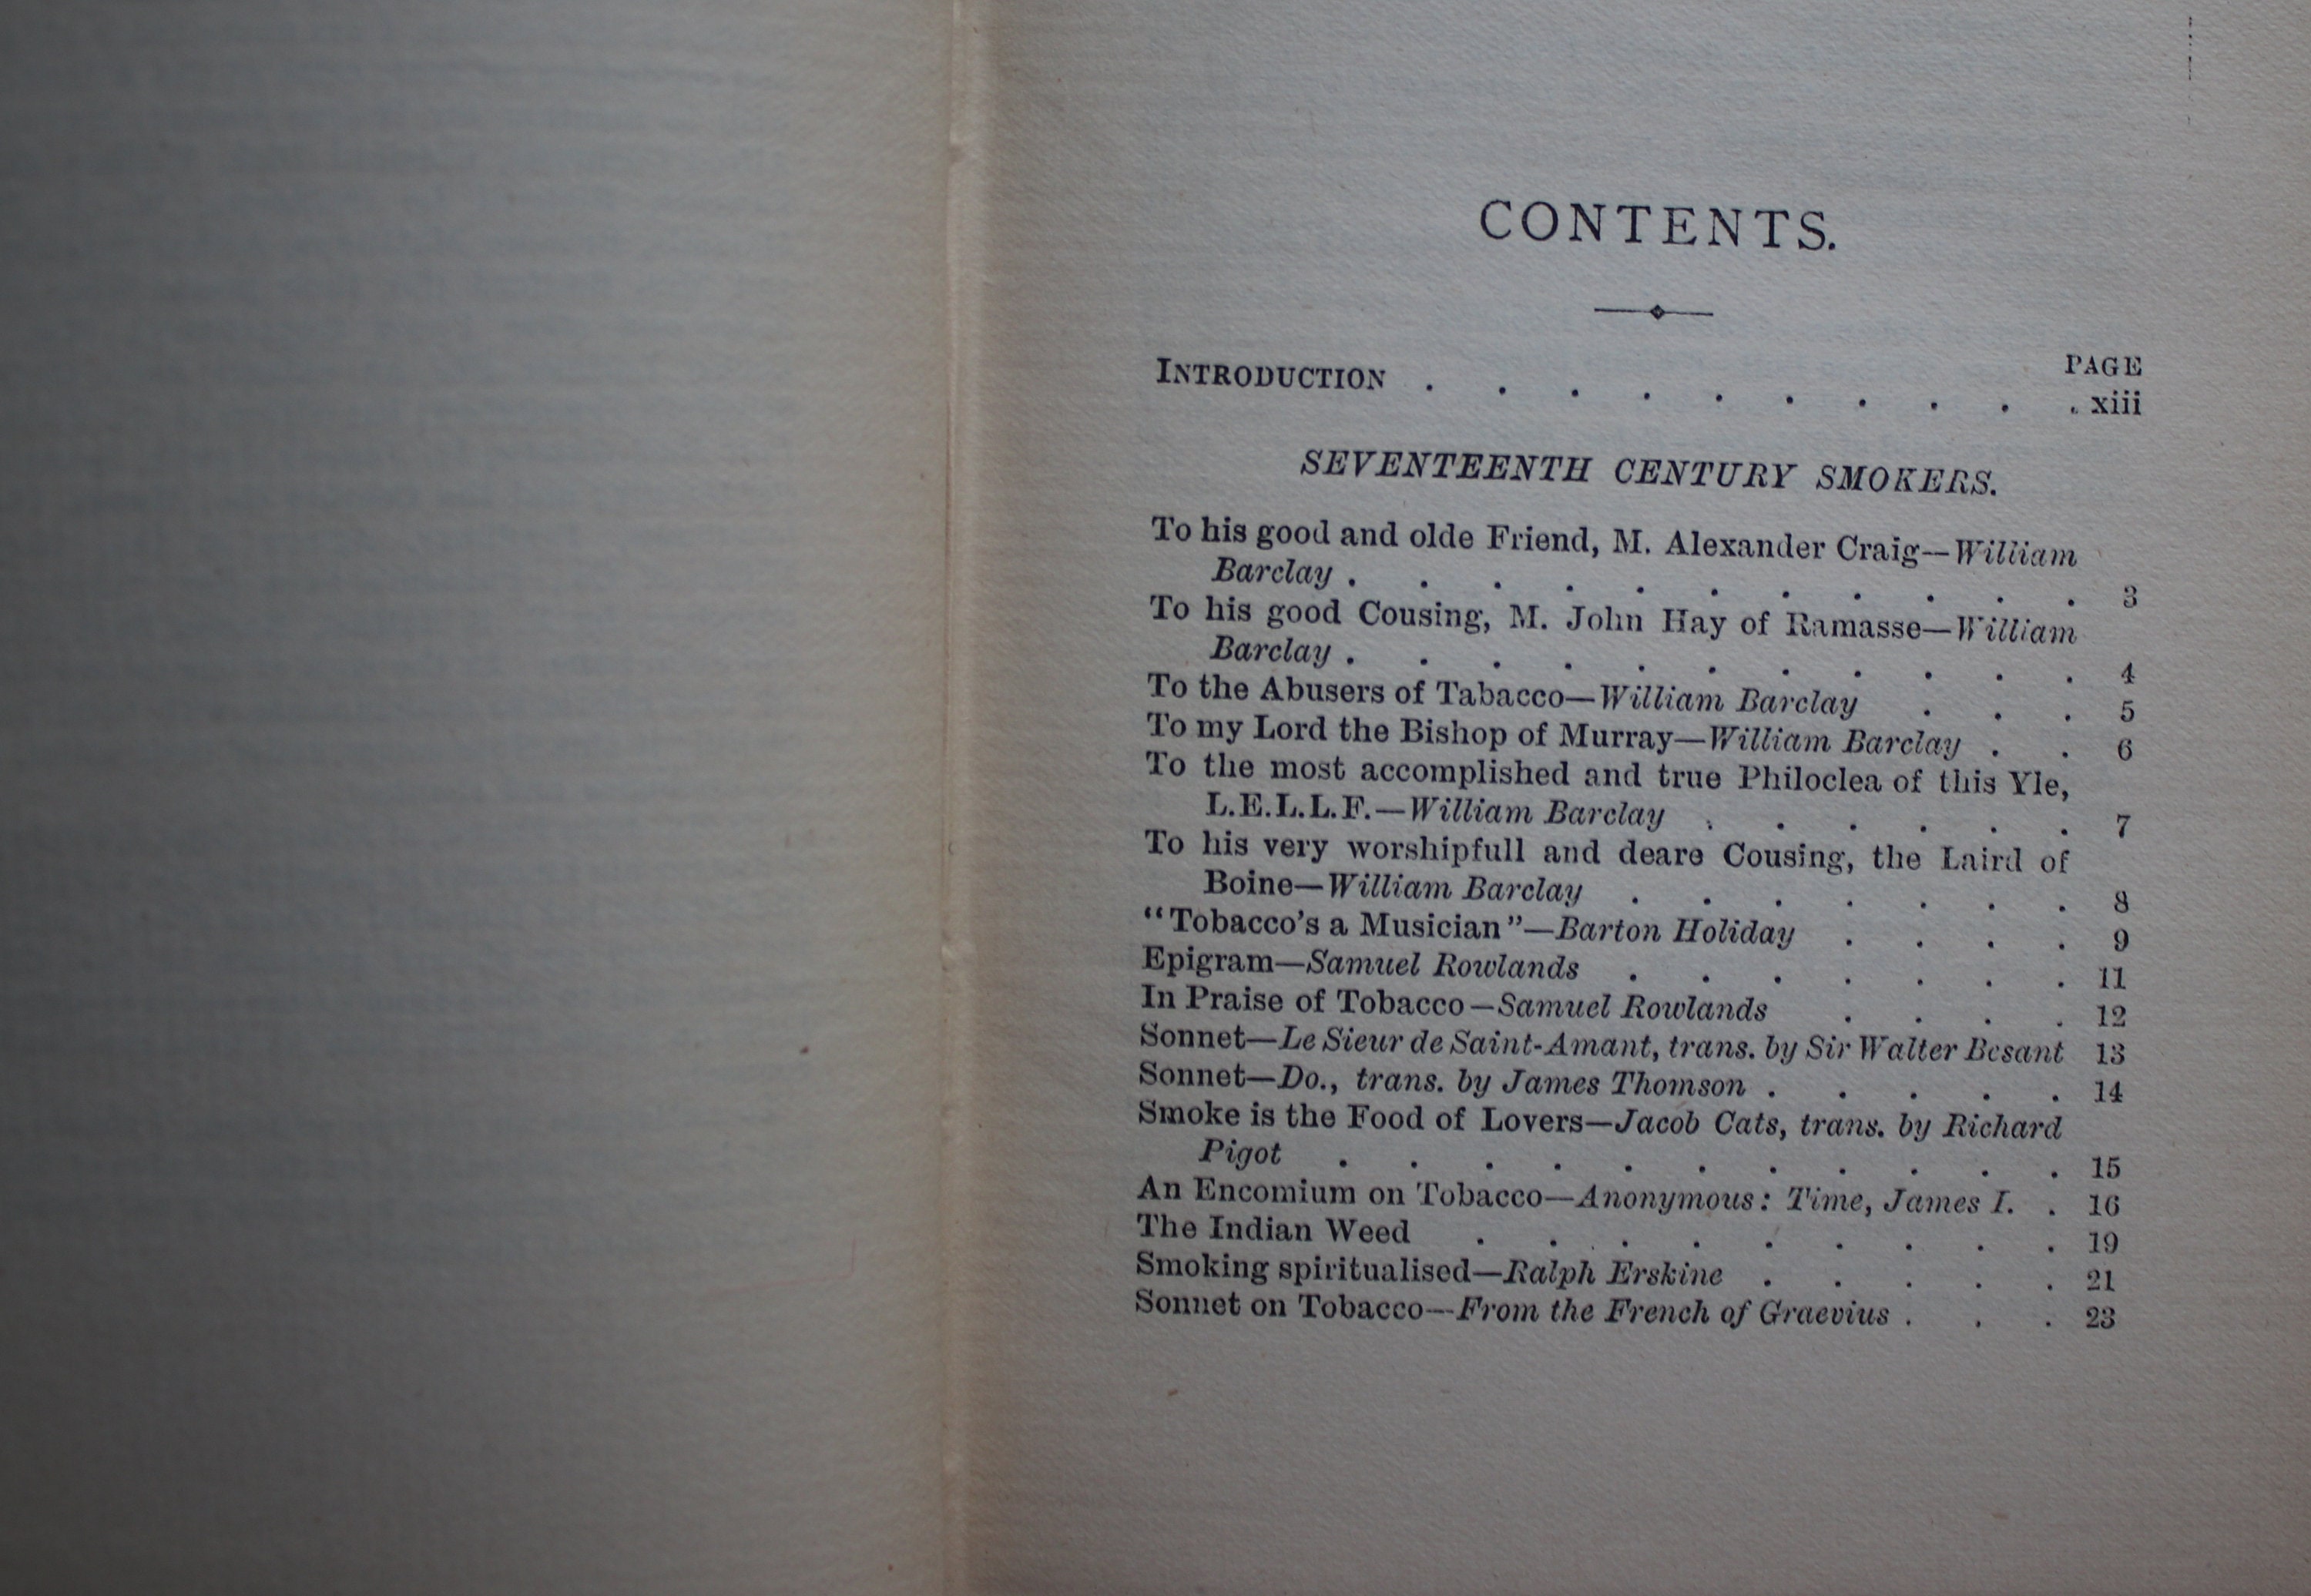 CONTENTS.
PAGE
INTRODUCTION . . . . . . . . . . xiii
SEVENTEENTH CENTURY SMOKERS.
To his good and olde Friend, M. Alexander Craig—William
Barclay . . . . . . . . . . . 3
To his good Cousing, M. John Hay of Ramasse—William
Barclay . . . . . . . . . . . 4
To the Abusers of Tabacco—William Barclay . . . 5
To my Lord the Bishop of Murray—William Barclay . . 6
To the most accomplished and true Philoclea of this Yle,
L.E.L.L.F.—William Barclay . . . . . . 7
To his very worshipfull and deare Cousing, the Laird of
Boine—William Barclay . . . . . . . 8
“Tobacco’s a Musician”—Barton Holiday . . . . 9
Epigram—Samuel Rowlands . . . . . . . 11
In Praise of Tobacco—Samuel Rowlands . . . . 12
Sonnet—Le Sieur de Saint-Amant, trans. by Sir Walter Besant 13
Sonnet—Do., trans. by James Thomson . . . . . 14
Smoke is the Food of Lovers—Jacob Cats, trans. by Richard
Pigot . . . . . . . . . . . 15
An Encomium on Tobacco—Anonymous: Time, James I. . 16
The Indian Weed . . . . . . . . . 19
Smoking spiritualised—Ralph Erskine . . . . . 21
Sonnet on Tobacco—From the French of Graevius . . . 23